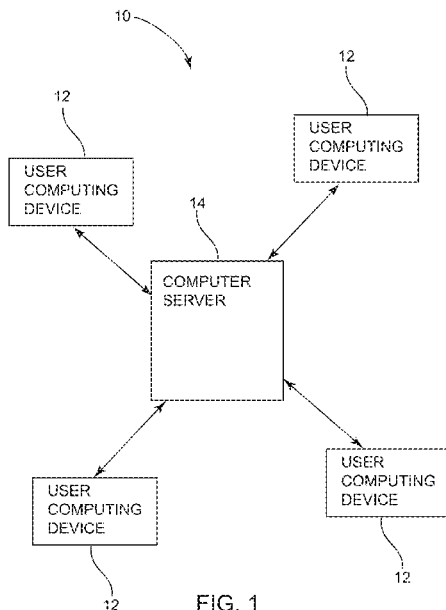 10
12
USER
COMPUTING
DEVICE
12
USER
COMPUTING
DEVICE
14
COMPUTER
SERVER
USER
COMPUTING
DEVICE
12
USER
COMPUTING
DEVICE
12
FIG. 1